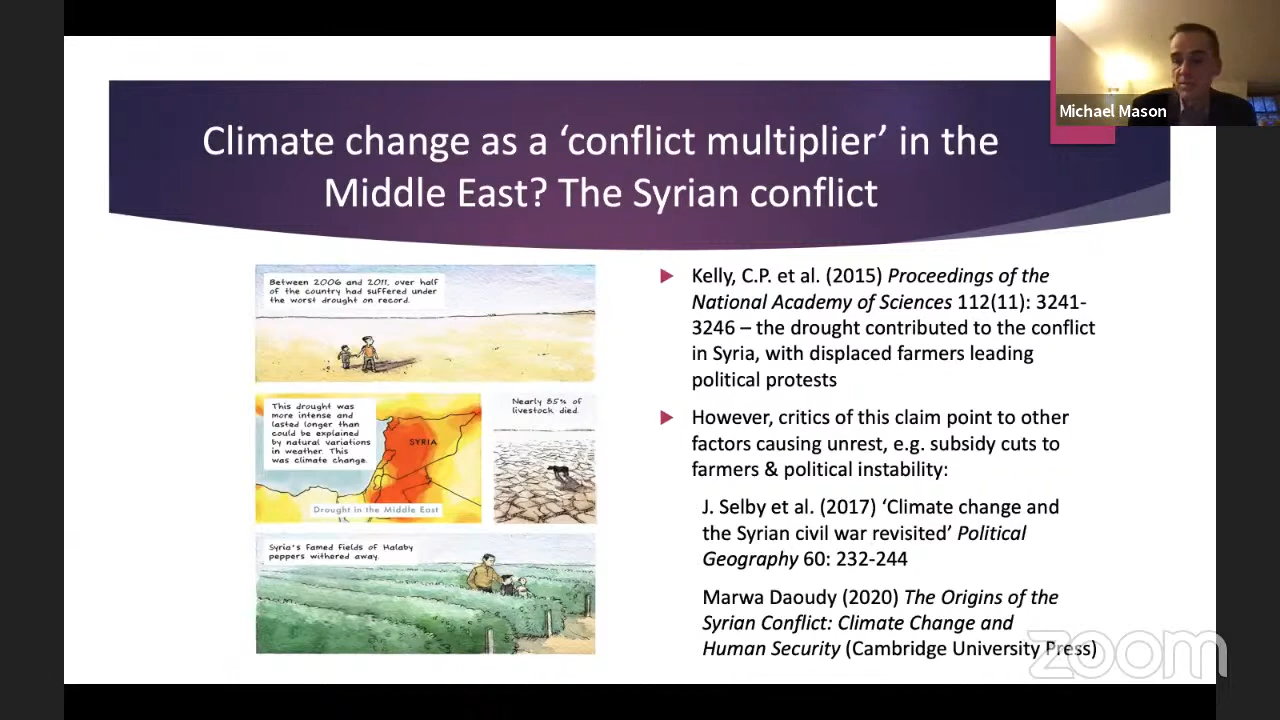 Michael Mason
Climate change as a ‘conflict multiplier’ in the
Middle East? The Syrian conflict
Between 2006 and 2011, over half
of the country had suffered under
the worst drought on record.
This drought was
more intense and
lasted longer than
could be explained
by natural variations
in weather. This
was climate change.
SYRIA
Drought in the Middle East
Nearly 85% of
livestock died.
Syria's famed fields of Halaby
peppers withered away.
Kelly, C.P. et al. (2015) Proceedings of the
National Academy of Sciences 112(11): 3241-
3246 – the drought contributed to the conflict
in Syria, with displaced farmers leading
political protests
However, critics of this claim point to other
factors causing unrest, e.g. subsidy cuts to
farmers & political instability:
J. Selby et al. (2017) ‘Climate change and
the Syrian civil war revisited’ Political
Geography 60: 232-244
Marwa Daoudy (2020) The Origins of the
Syrian Conflict: Climate Change and
Human Security (Cambridge University Press)
zoom